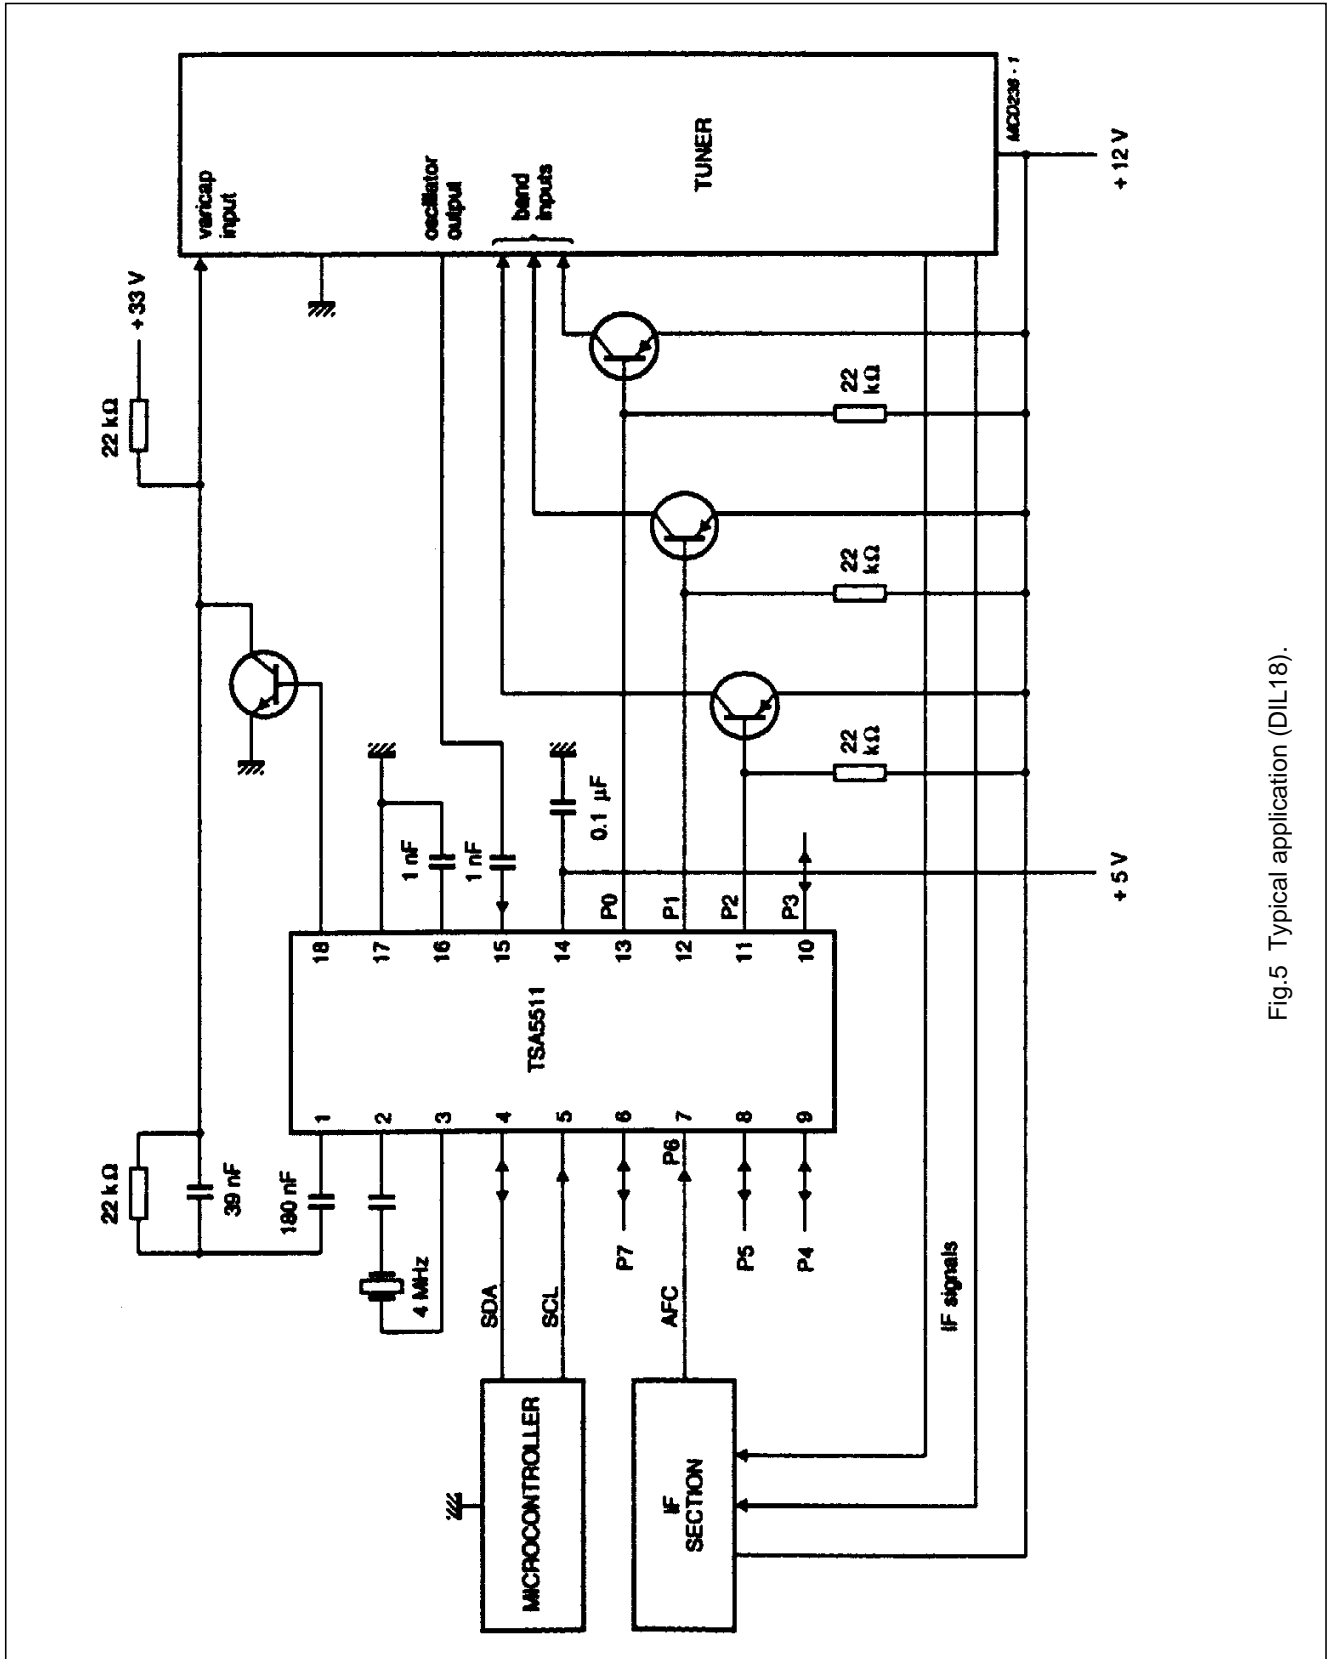 22 kΩ
39 nF
180 nF
4 MHz
SDA
SCL
AFC
P7
P5
P4
MICROCONTROLLER
IF
SECTION
IF signals
TSA5511
1
2
3
4
5
6
P6
7
8
9
18
17
16
15
14
13
12
11
10
P0
P1
P2
P3
1 nF
1 nF
0.1 µF
22 kΩ
+ 33 V
22
kΩ
22
kΩ
22
kΩ
varicap
input
oscillator
output
band
inputs
TUNER
MCD236 - 1
+ 5 V
+ 12 V
Fig.5 Typical application (DIL18).